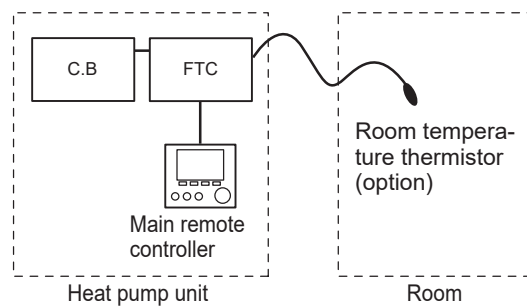 C.B
FTC
Room tempera-
ture thermistor
(option)
Main remote
controller
Heat pump unit
Room